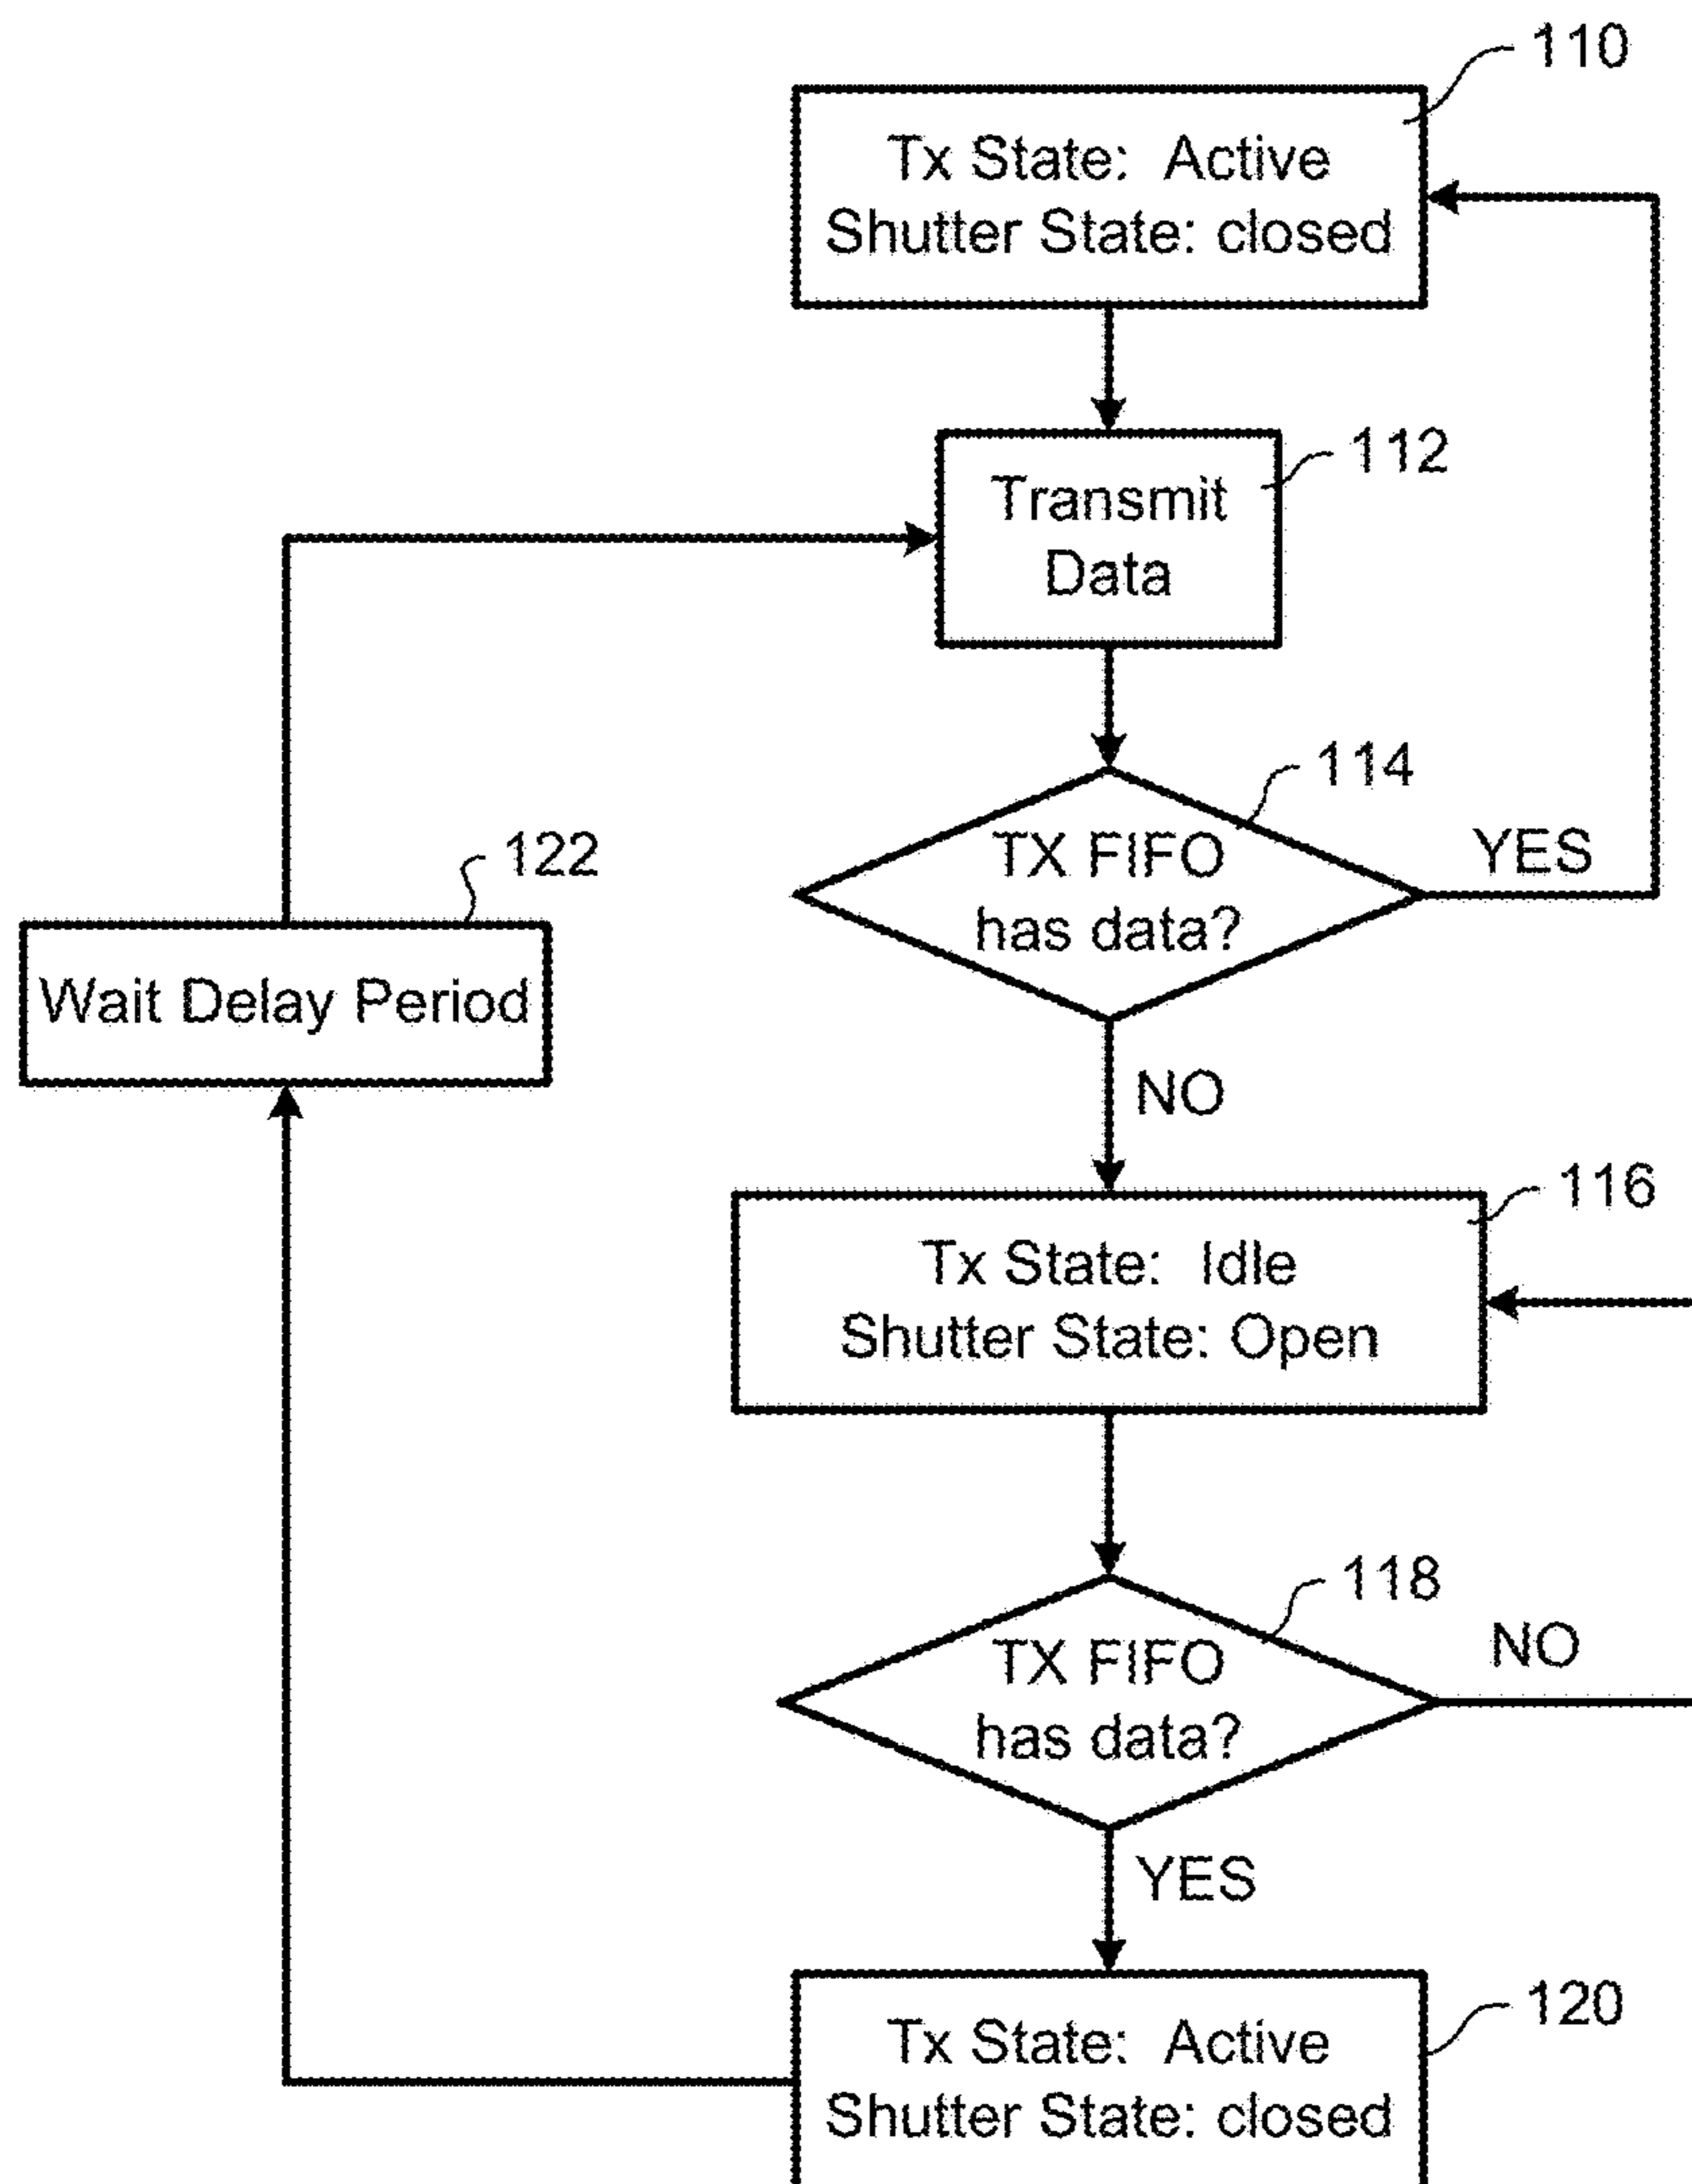 110
Tx State: Active
Shutter State: closed
112
Transmit
Data
114
TX FIFO
has data?
YES
122
Wait Delay Period
NO
116
Tx State: Idle
Shutter State: Open
118
TX FIFO
has data?
NO
YES
120
Tx State: Active
Shutter State: closed